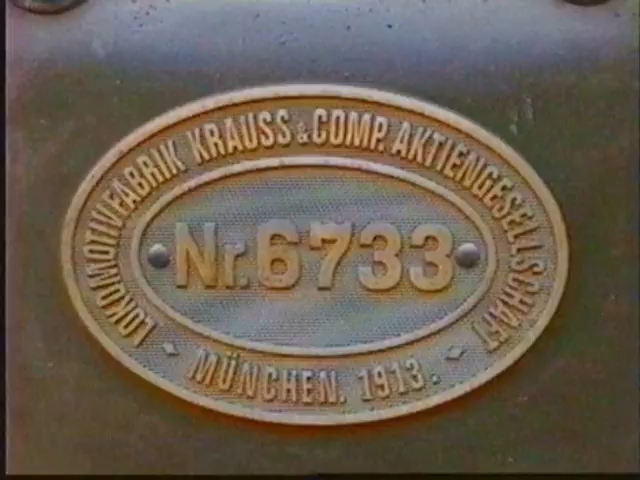 LOKOMOTIVFABRIK KRAUSS & COMP. AKTIENGESELLSCHAFT
Nr. 6733
- MÜNCHEN. 1913. -